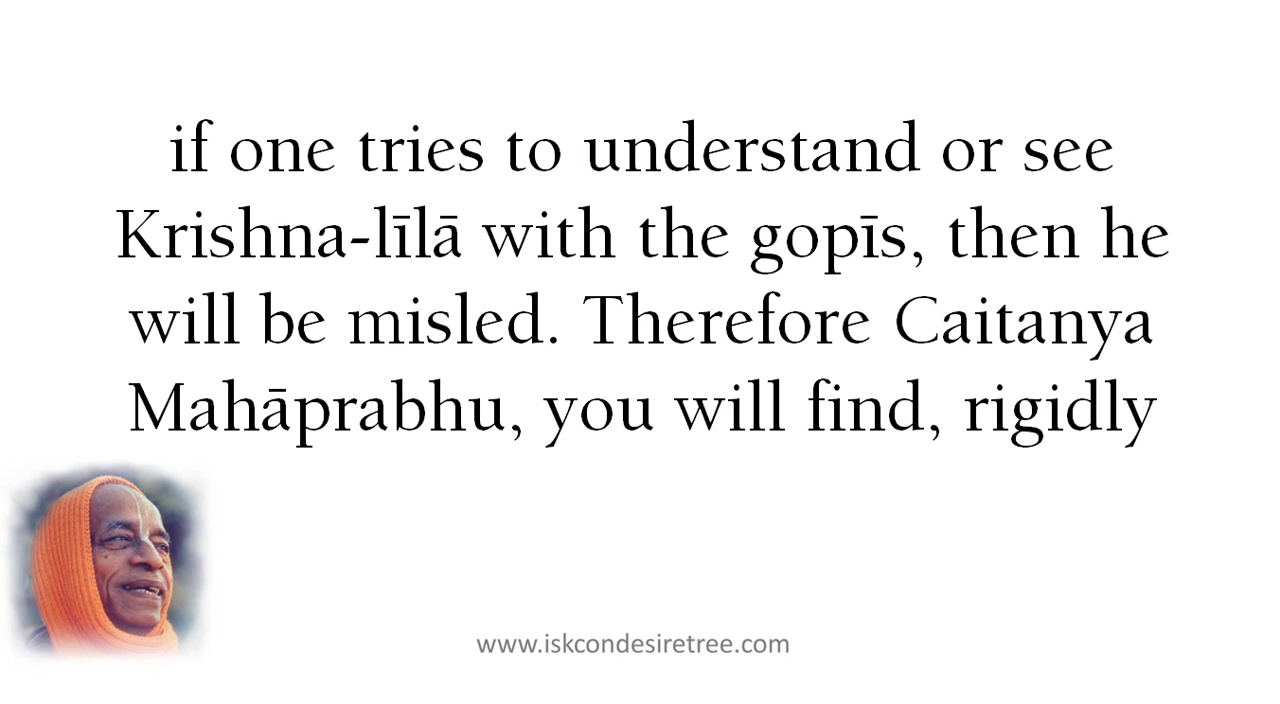 if one tries to understand or see
Krishna-līlā with the gopīs, then he
will be misled. Therefore Caitanya
Mahāprabhu, you will find, rigidly
www.iskcondesiretree.com